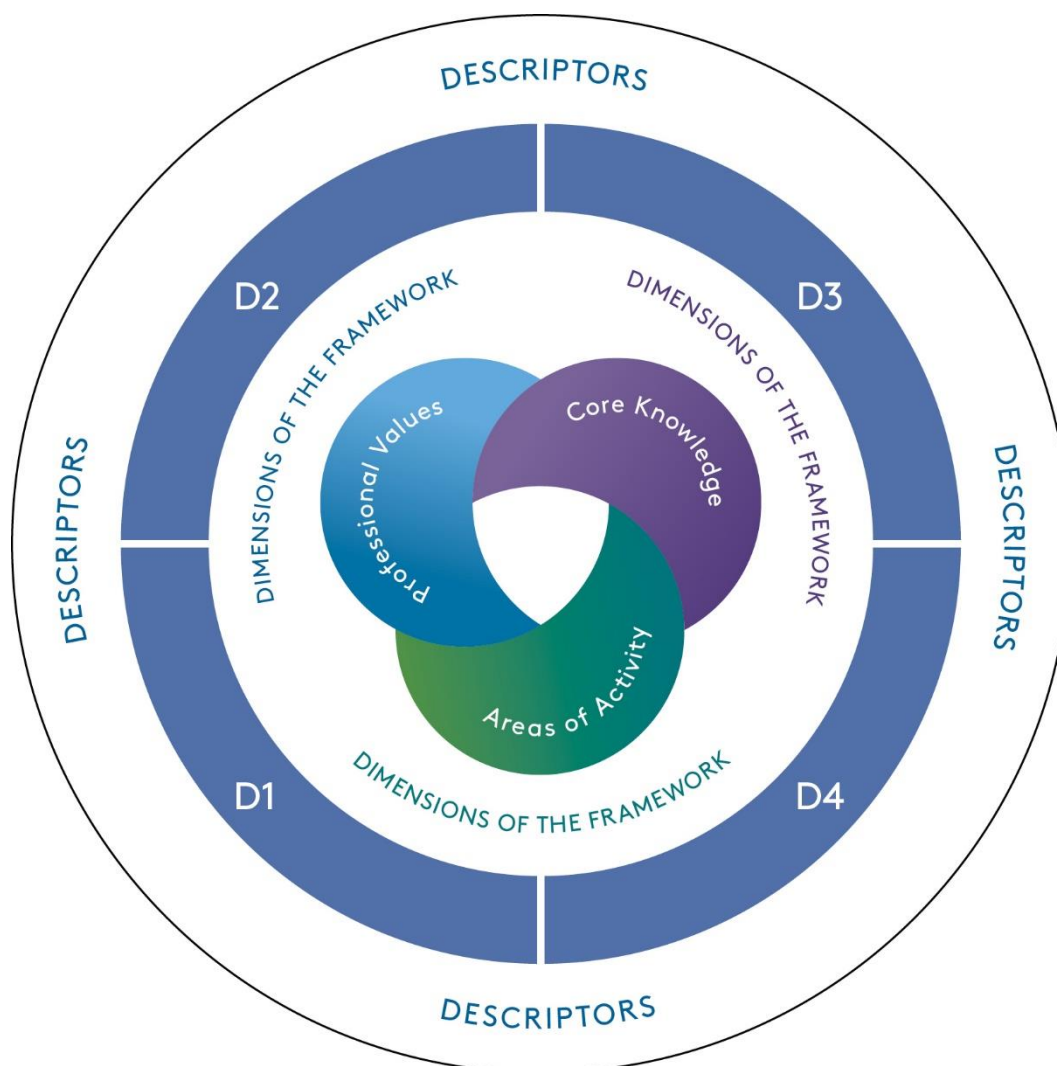 DESCRIPTORS
D2
D3
DIMENSIONS OF THE FRAMEWORK
DIMENSIONS OF THE FRAMEWORK
Professional Values
Core Knowledge
DESCRIPTORS
DESCRIPTORS
Areas of Activity
DIMENSIONS OF THE FRAMEWORK
D1
D4
DESCRIPTORS